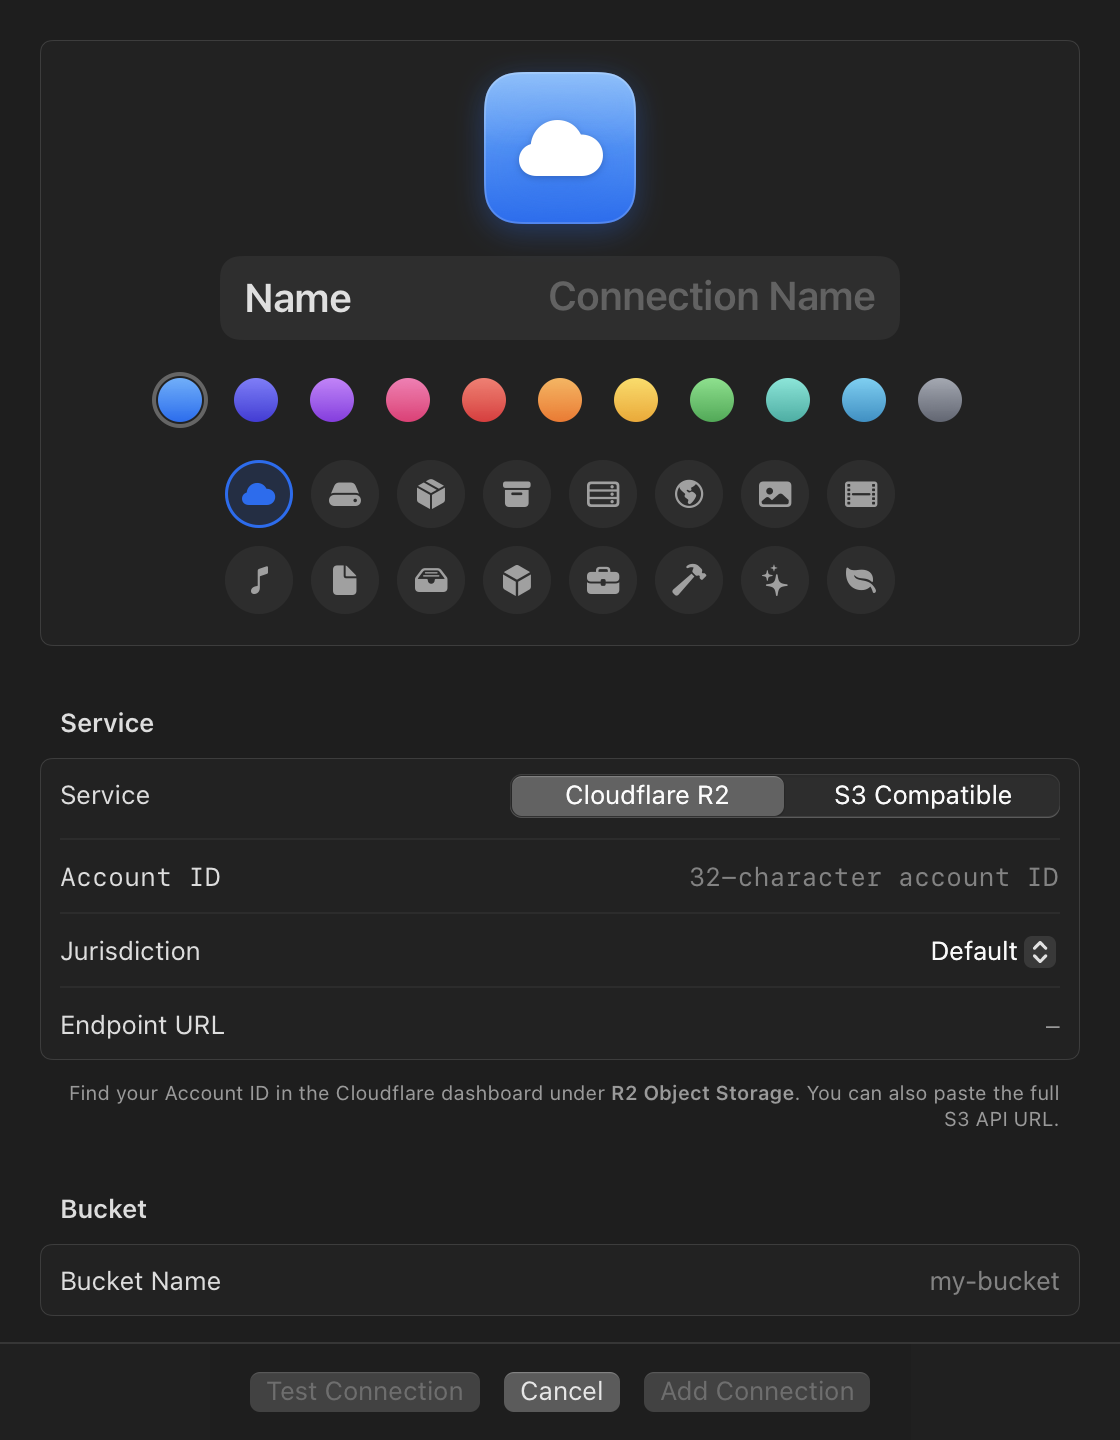 Name
Connection Name
Service
Service
Cloudflare R2
S3 Compatible
Account ID
32-character account ID
Jurisdiction
Default
Endpoint URL
–
Find your Account ID in the Cloudflare dashboard under R2 Object Storage. You can also paste the full
S3 API URL.
Bucket
Bucket Name
my-bucket
Test Connection
Cancel
Add Connection